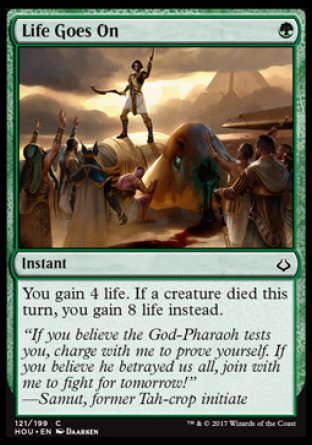 Life Goes On
Instant
You gain 4 life. If a creature died this
turn, you gain 8 life instead.
“If you believe the God-Pharaoh tests
you, charge with me to prove yourself. If
you believe he betrayed us all, join with
me to fight for tomorrow!”
—Samut, former Tah-crop initiate
121/199 C
HOU • EN DAARKEN
™ & © 2017 Wizards of the Coast